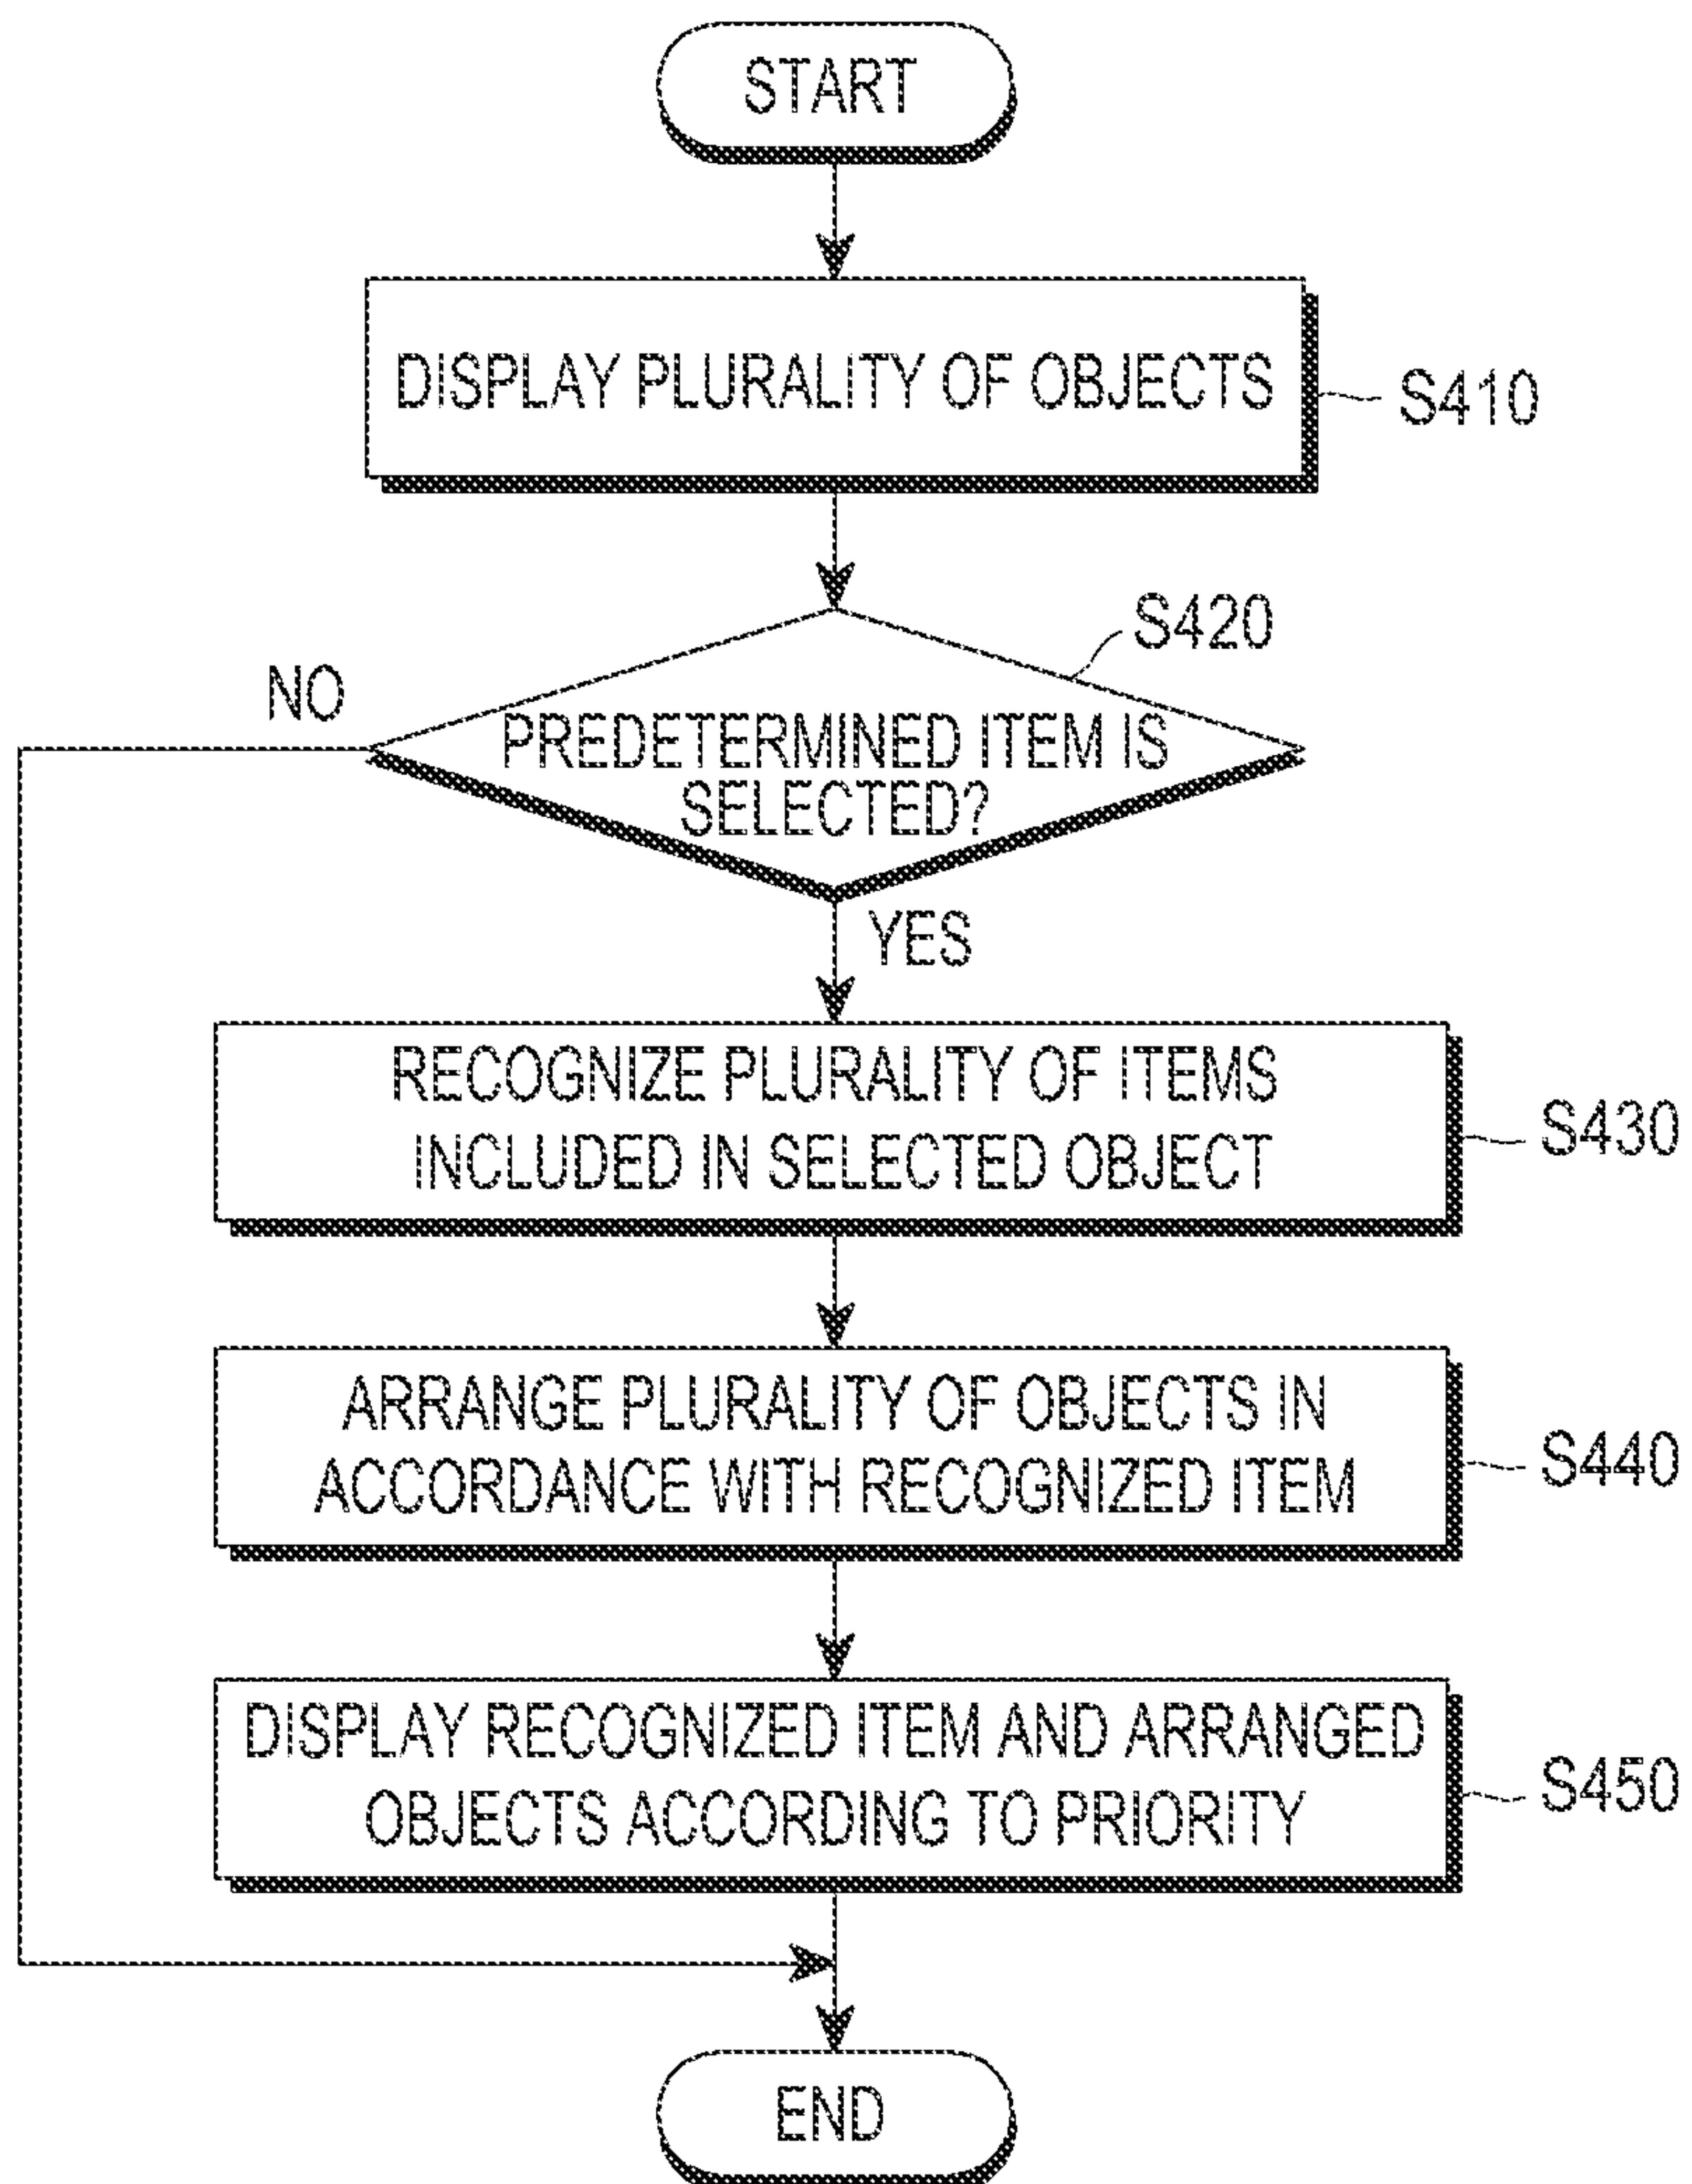 START
DISPLAY PLURALITY OF OBJECTS
S410
S420
NO
PREDETERMINED ITEM IS
SELECTED?
YES
RECOGNIZE PLURALITY OF ITEMS
INCLUDED IN SELECTED OBJECT
S430
ARRANGE PLURALITY OF OBJECTS IN
ACCORDANCE WITH RECOGNIZED ITEM
S440
DISPLAY RECOGNIZED ITEM AND ARRANGED
OBJECTS ACCORDING TO PRIORITY
S450
END